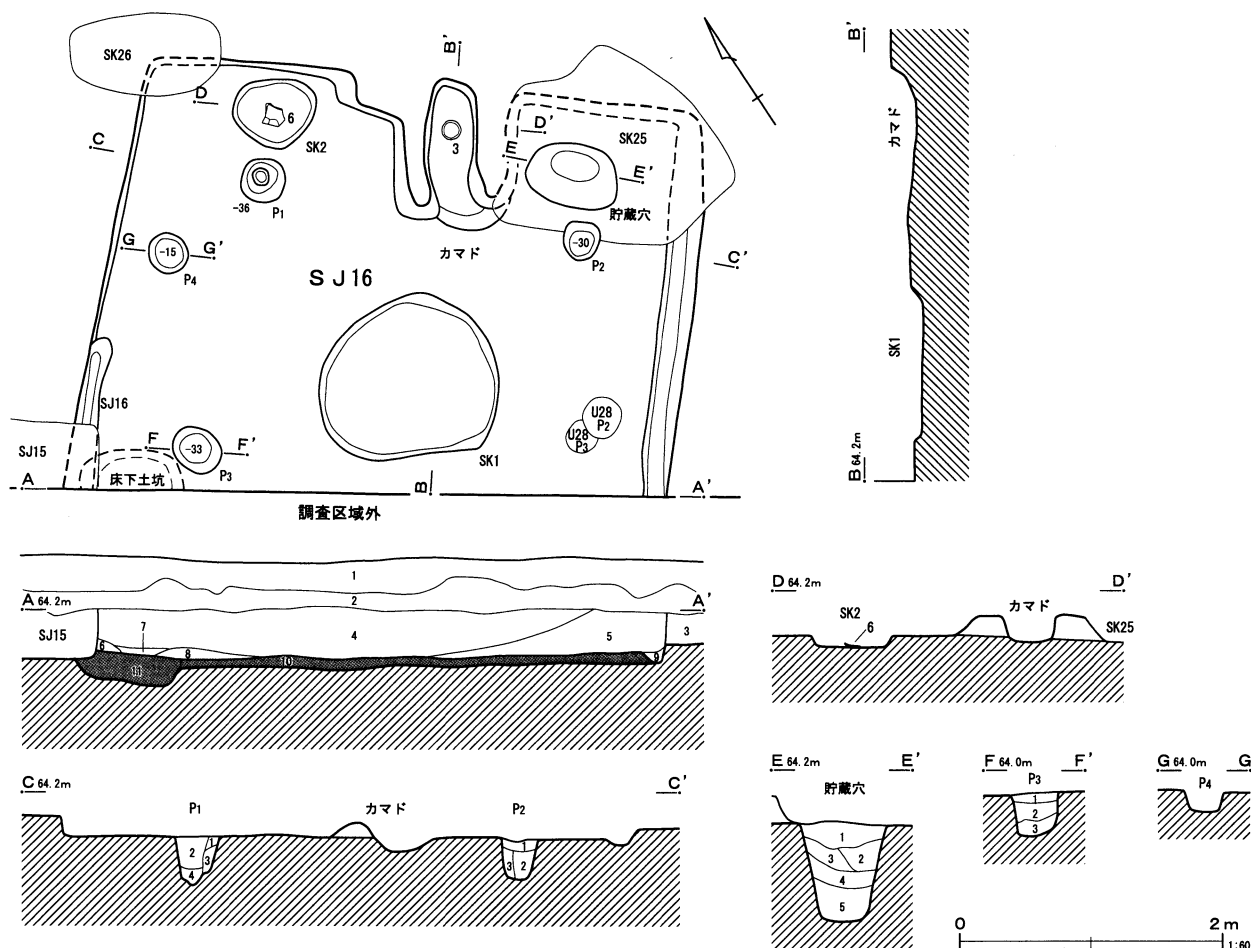 SK26
B'
B'
D
6
SK2
3
D'
SK25
カマド
C
E
E'
-36
P1
貯蔵穴
G
-15
G'
P4
カマド
-30
P2
C'
SJ16
SK1
SJ16
U28
P2
U28
P3
SJ15
F
-33
F'
P3
SK1
床下土坑
A
B
A'
B 64.2m
調査区域外
1
2
A 64.2m
A'
SJ15
7
6
8
4
5
3
10
9
11
D 64.2m
D'
SK2
6
カマド
SK25
C 64.2m
C'
P1
カマド
P2
1
2
3
4
1
3
2
E 64.2m
E'
貯蔵穴
1
3
2
4
5
F 64.0m
F'
P3
1
2
3
G 64.0m
G
P4
0
2m
1:60